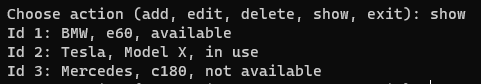 Choose action (add, edit, delete, show, exit): show
Id 1: BMW, e60, available
Id 2: Tesla, Model X, in use
Id 3: Mercedes, c180, not available